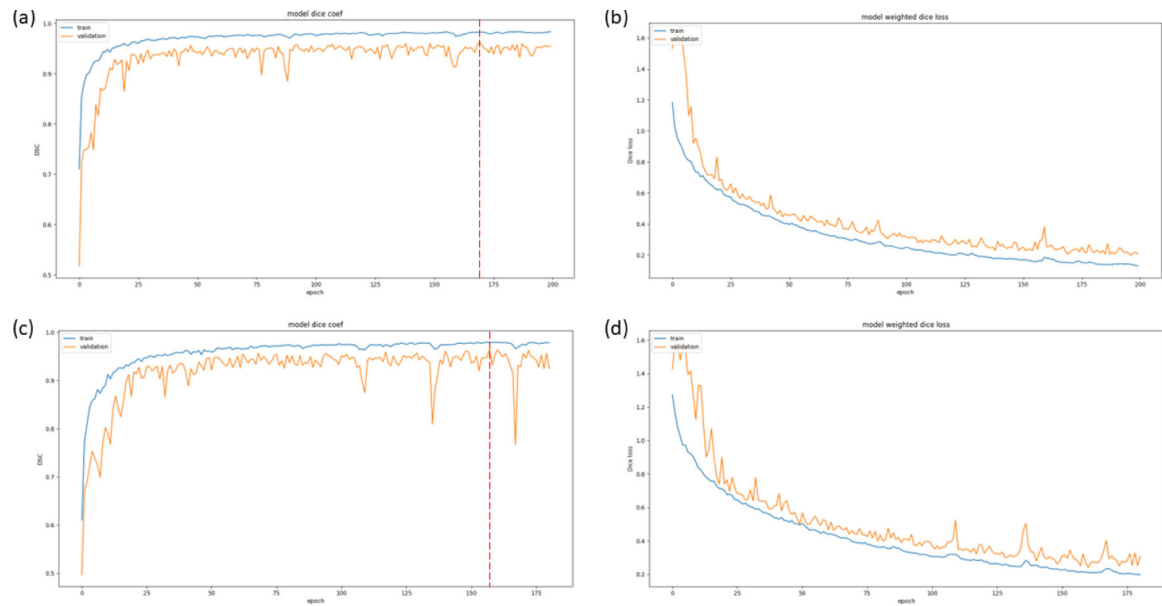 (a)
model dice coef
train
validation
1.0
0.9
0.8
0.7
0.6
0.5
DSC
0
25
50
75
100
125
150
175
200
epoch
(b)
model weighted dice loss
train
validation
1.6
1.4
1.2
1.0
0.8
0.6
0.4
0.2
Dice loss
0
25
50
75
100
125
150
175
200
epoch
(c)
model dice coef
train
validation
1.0
0.9
0.8
0.7
0.6
0.5
DSC
0
25
50
75
100
125
150
175
epoch
(d)
model weighted dice loss
train
validation
1.6
1.4
1.2
1.0
0.8
0.6
0.4
0.2
Dice loss
0
25
50
75
100
125
150
175
epoch